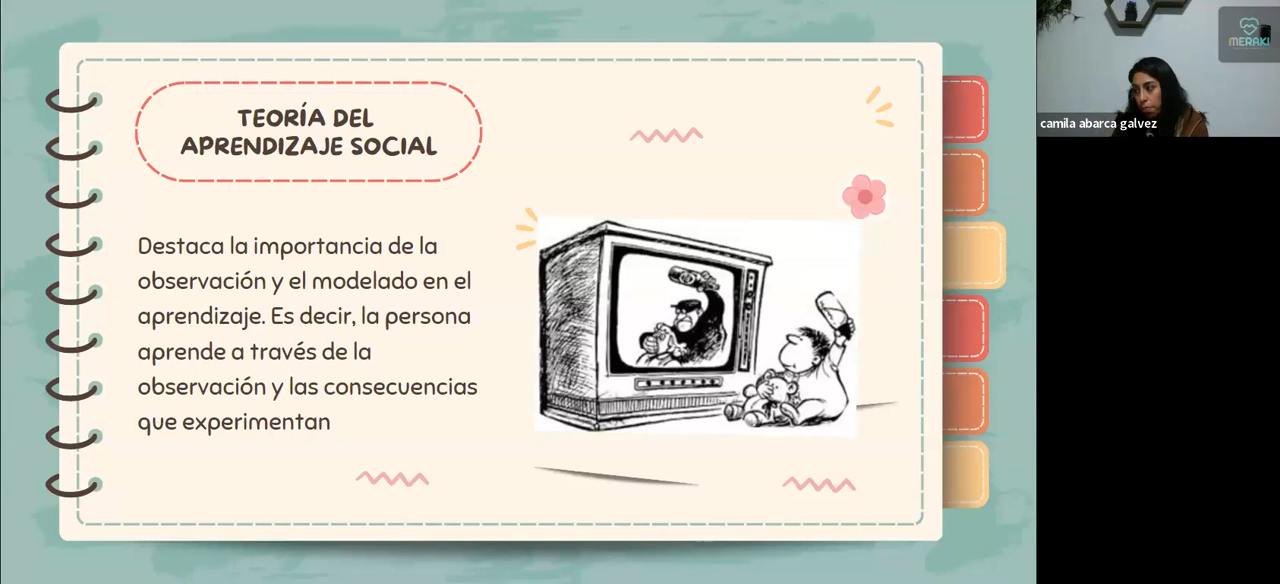 TEORÍA DEL
APRENDIZAJE SOCIAL
Destaca la importancia de la
observación y el modelado en el
aprendizaje. Es decir, la persona
aprende a través de la
observación y las consecuencias
que experimentan
MERAKI
camila abarca galvez